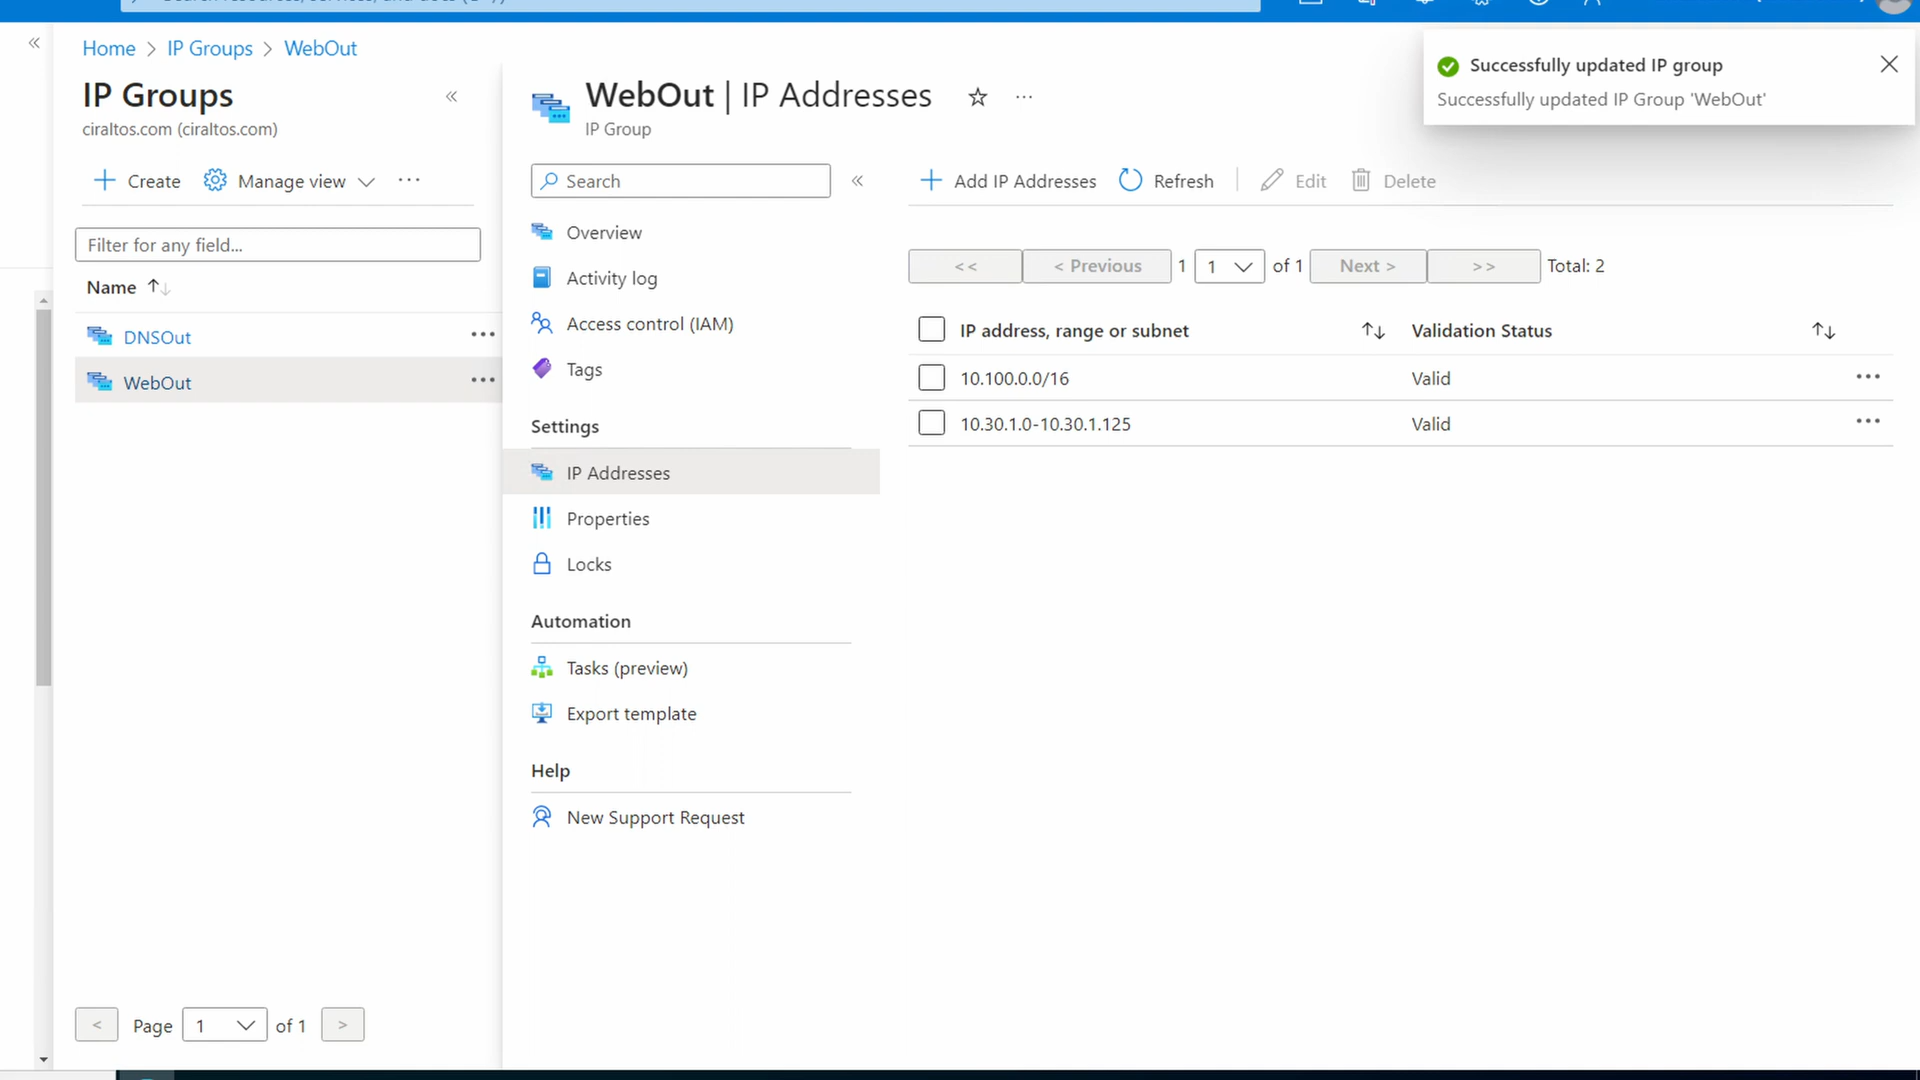 Home > IP Groups > WebOut
IP Groups
ciraltos.com (ciraltos.com)
Create
Manage view
Filter for any field...
Name
DNSOut
WebOut
Page 1 of 1
WebOut | IP Addresses
IP Group
Search
Overview
Activity log
Access control (IAM)
Tags
Settings
IP Addresses
Properties
Locks
Automation
Tasks (preview)
Export template
Help
New Support Request
Add IP Addresses
Refresh
Edit
Delete
<< < Previous 1 1 of 1 Next > >> Total: 2
IP address, range or subnet Validation Status
10.100.0.0/16 Valid
10.30.1.0-10.30.1.125 Valid
Successfully updated IP group
Successfully updated IP Group 'WebOut'